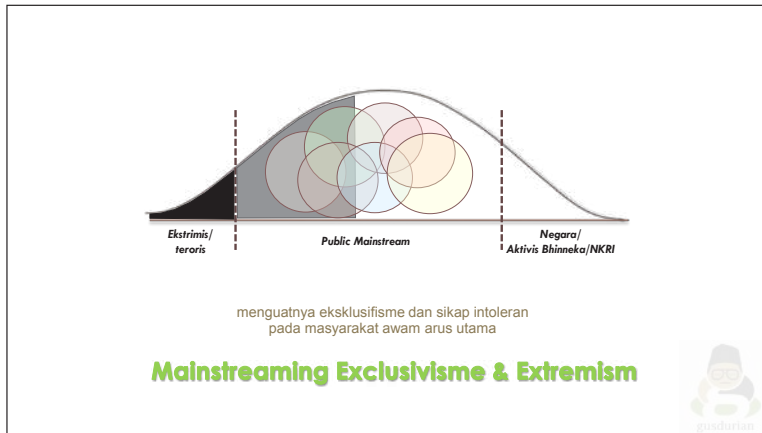 Ekstrimis/
teroris
Public Mainstream
Negara/
Aktivis Bhinneka/NKRI
menguatnya eksklusifisme dan sikap intoleran
pada masyarakat awam arus utama
Mainstreaming Exclusivisme & Extremism
gusdurian